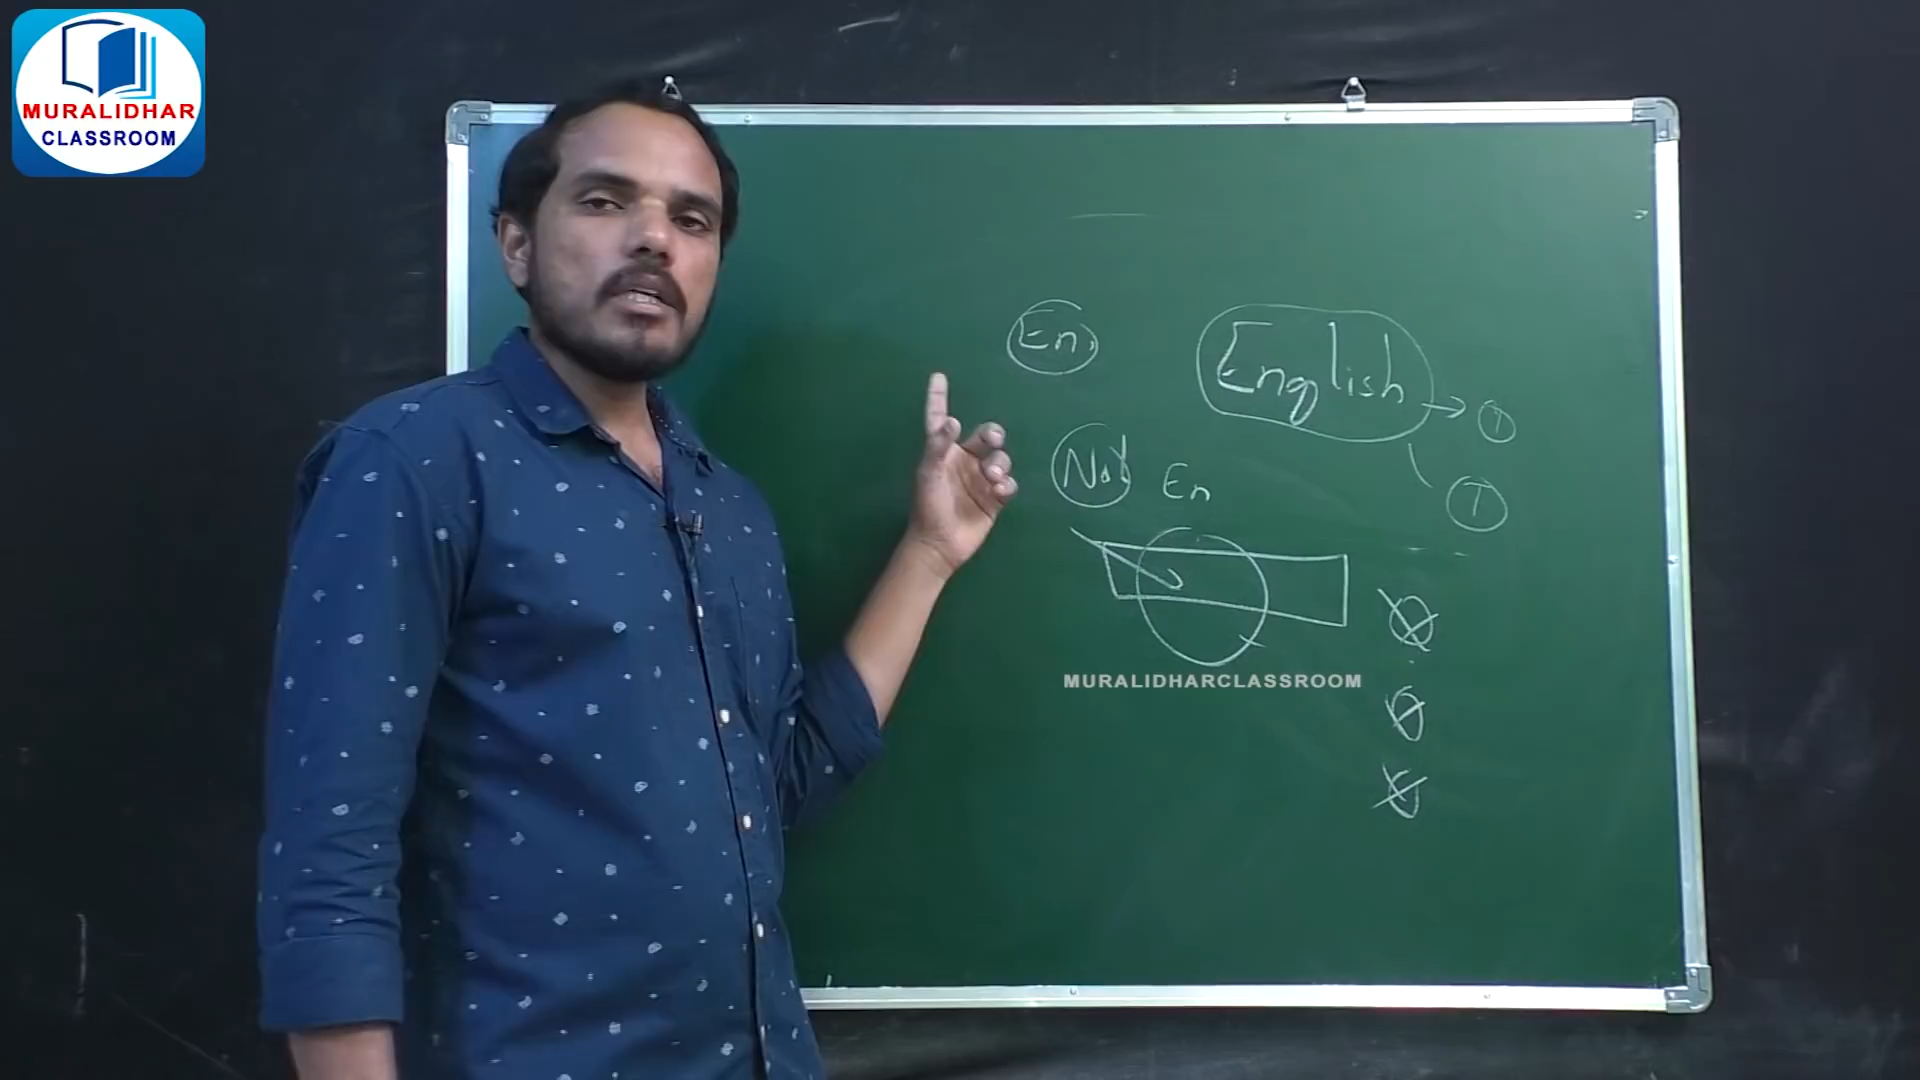 MURALIDHAR
CLASSROOM
En,
English
T
Not En
T
MURALIDHARCLASSROOM